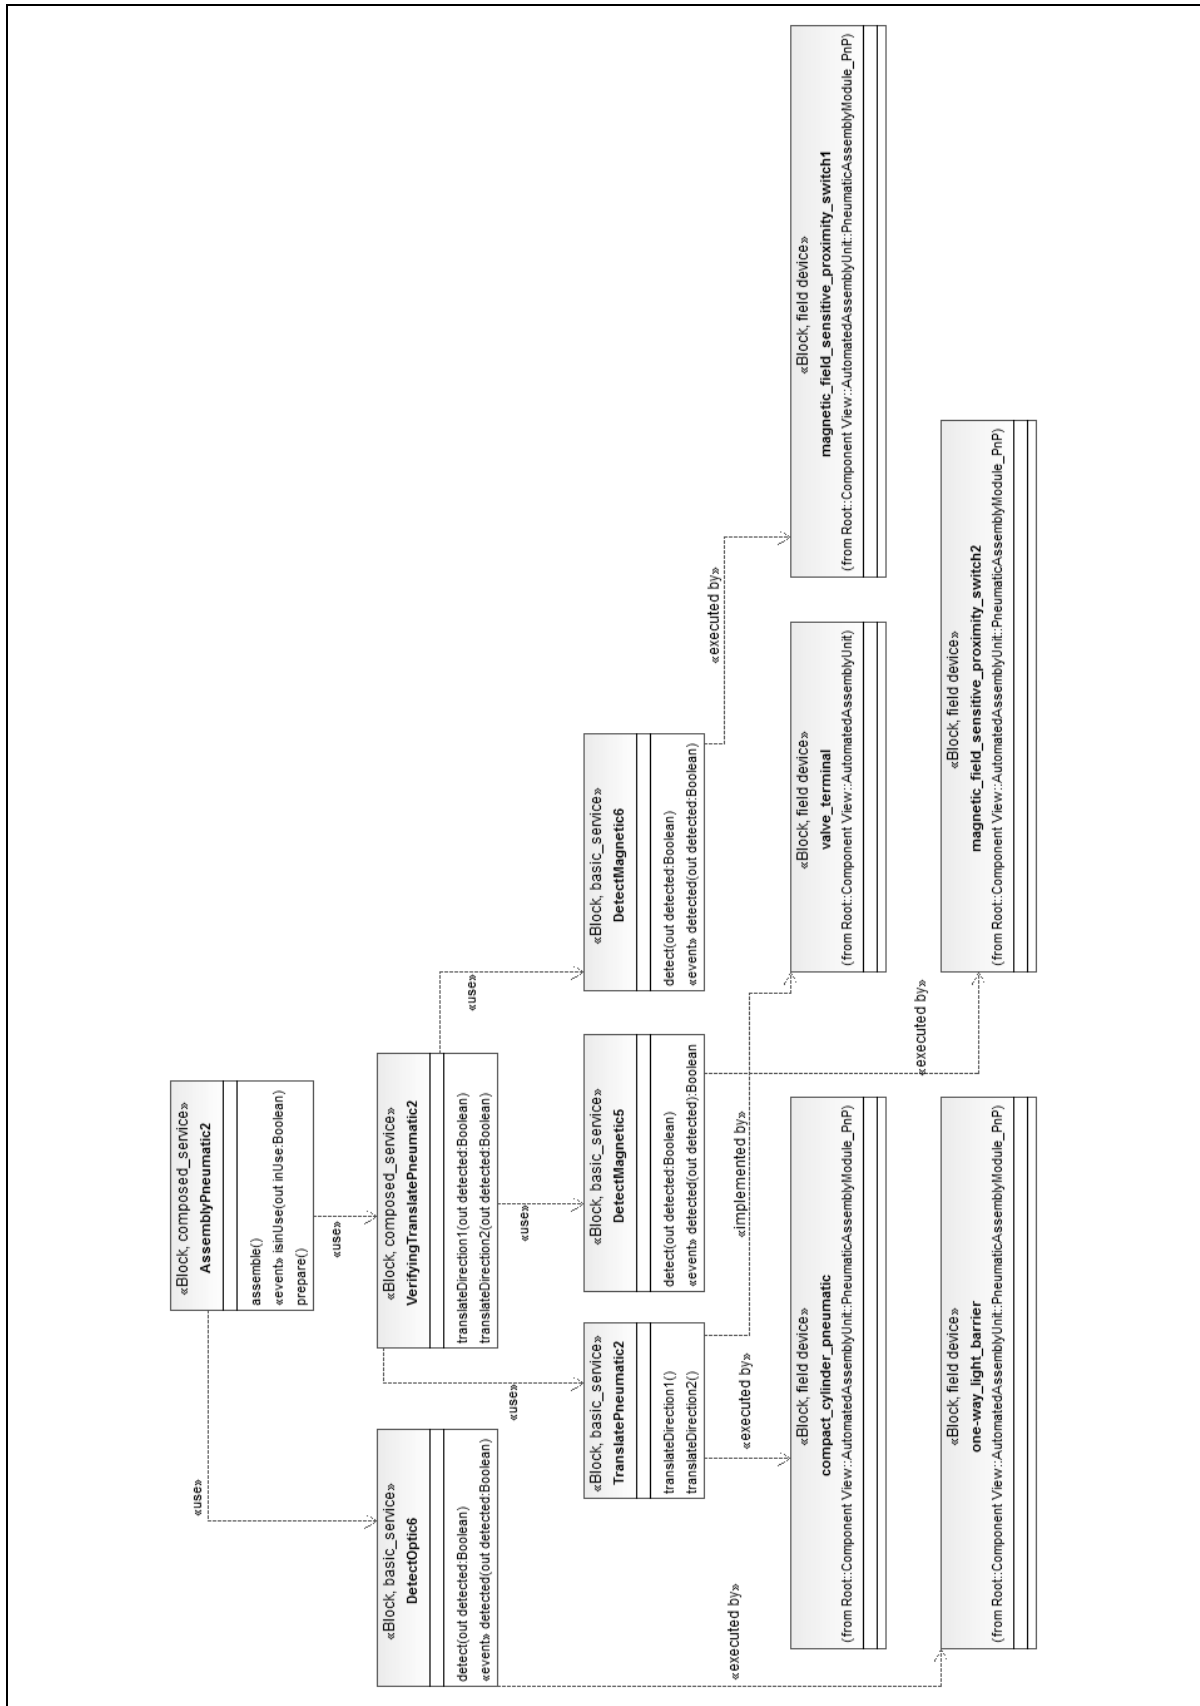 «Block, composed_service»
AssemblyPneumatic2
assemble()
«event» isinUse(out inUse:Boolean)
prepare()
«use»
«use»
«Block, basic_service»
DetectOptic6
detect(out detected:Boolean)
«event» detected(out detected:Boolean)
«Block, composed_service»
VerifyingTranslatePneumatic2
translateDirection1(out detected:Boolean)
translateDirection2(out detected:Boolean)
«use»
«use»
«use»
«Block, basic_service»
TranslatePneumatic2
translateDirection1()
translateDirection2()
«Block, basic_service»
DetectMagnetic5
detect(out detected:Boolean)
«event» detected(out detected):Boolean
«Block, basic_service»
DetectMagnetic6
detect(out detected:Boolean)
«event» detected(out detected:Boolean)
«executed by»
«executed by»
«implemented by»
«executed by»
«executed by»
«Block, field device»
compact_cylinder_pneumatic
(from Root::Component View::AutomatedAssemblyUnit::PneumaticAssemblyModule_PnP)
«Block, field device»
valve_terminal
(from Root::Component View::AutomatedAssemblyUnit)
«Block, field device»
magnetic_field_sensitive_proximity_switch1
(from Root::Component View::AutomatedAssemblyUnit::PneumaticAssemblyModule_PnP)
«Block, field device»
one-way_light_barrier
(from Root::Component View::AutomatedAssemblyUnit::PneumaticAssemblyModule_PnP)
«Block, field device»
magnetic_field_sensitive_proximity_switch2
(from Root::Component View::AutomatedAssemblyUnit::PneumaticAssemblyModule_PnP)